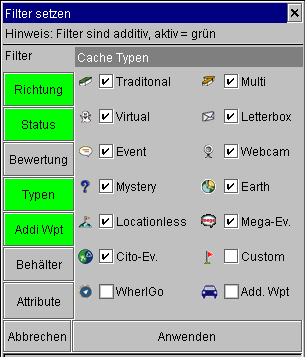 Filter setzen
Hinweis: Filter sind additiv, aktiv = grün
Filter
Cache Typen
Richtung
Traditonal
Multi
Status
Virtual
Letterbox
Bewertung
Event
Webcam
Typen
Mystery
Earth
Addi Wpt
Locationless
Mega-Ev.
Behälter
Cito-Ev.
Custom
Attribute
WherIGo
Add. Wpt
Abbrechen
Anwenden